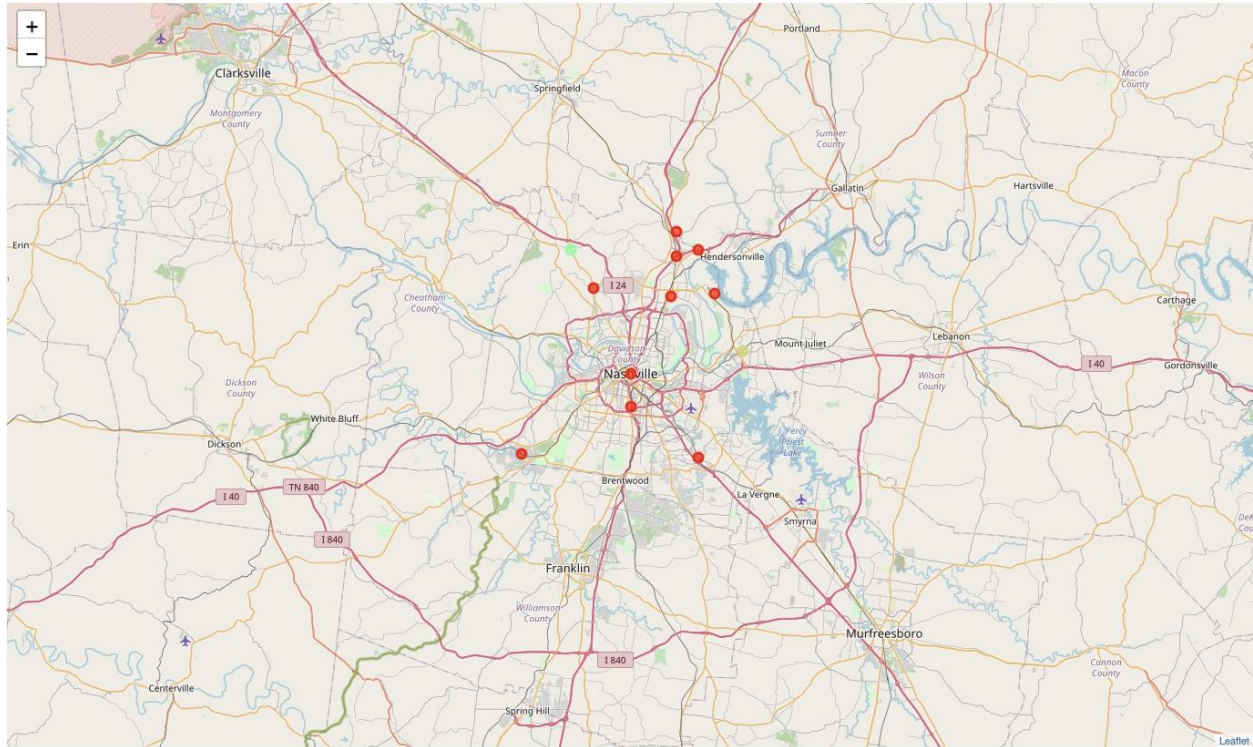 +
−
Clarksville
Montgomery
County
Springfield
Portland
Macon
County
Sumner
County
Gallatin
Hartsville
Erin
Hendersonville
I 24
Cheatham
County
Carthage
Davidson
County
Nashville
Mount Juliet
Lebanon
I 40
Gordonsville
Wilson
County
Dickson
County
White Bluff
Dickson
J. Percy
Priest
Lake
I 40
TN 840
Brentwood
La Vergne
Smyrna
I 840
Franklin
Williamson
County
Murfreesboro
I 840
Cannon
County
Centerville
Spring Hill
Leaflet